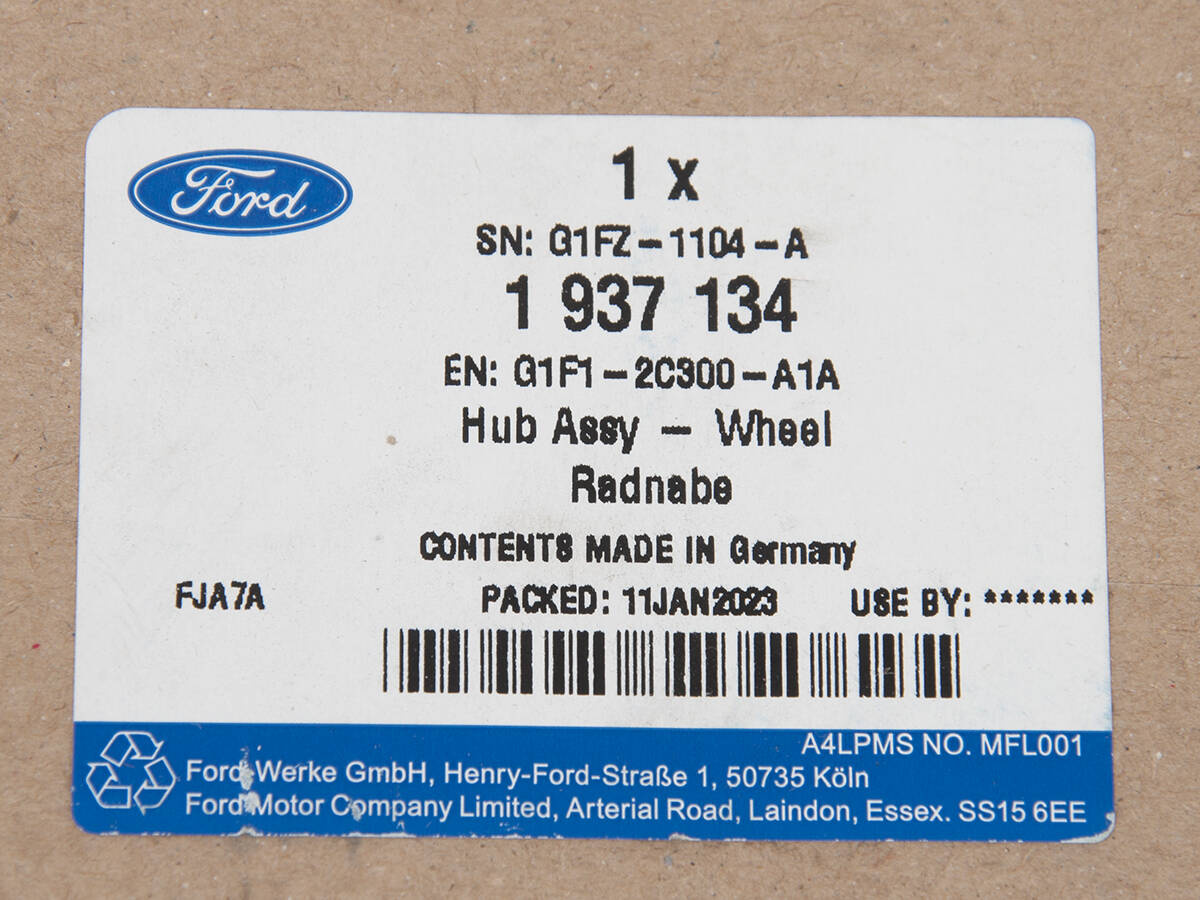 Ford
1 x
SN: G1FZ-1104-A
1 937 134
EN: G1F1-2C300-A1A
Hub Assy - Wheel
Radnabe
CONTENTS MADE IN Germany
FJA7A PACKED: 11JAN2023 USE BY: *******
A4LPMS NO. MFL001
Ford-Werke GmbH, Henry-Ford-Straße 1, 50735 Köln
Ford Motor Company Limited, Arterial Road, Laindon, Essex. SS15 6EE